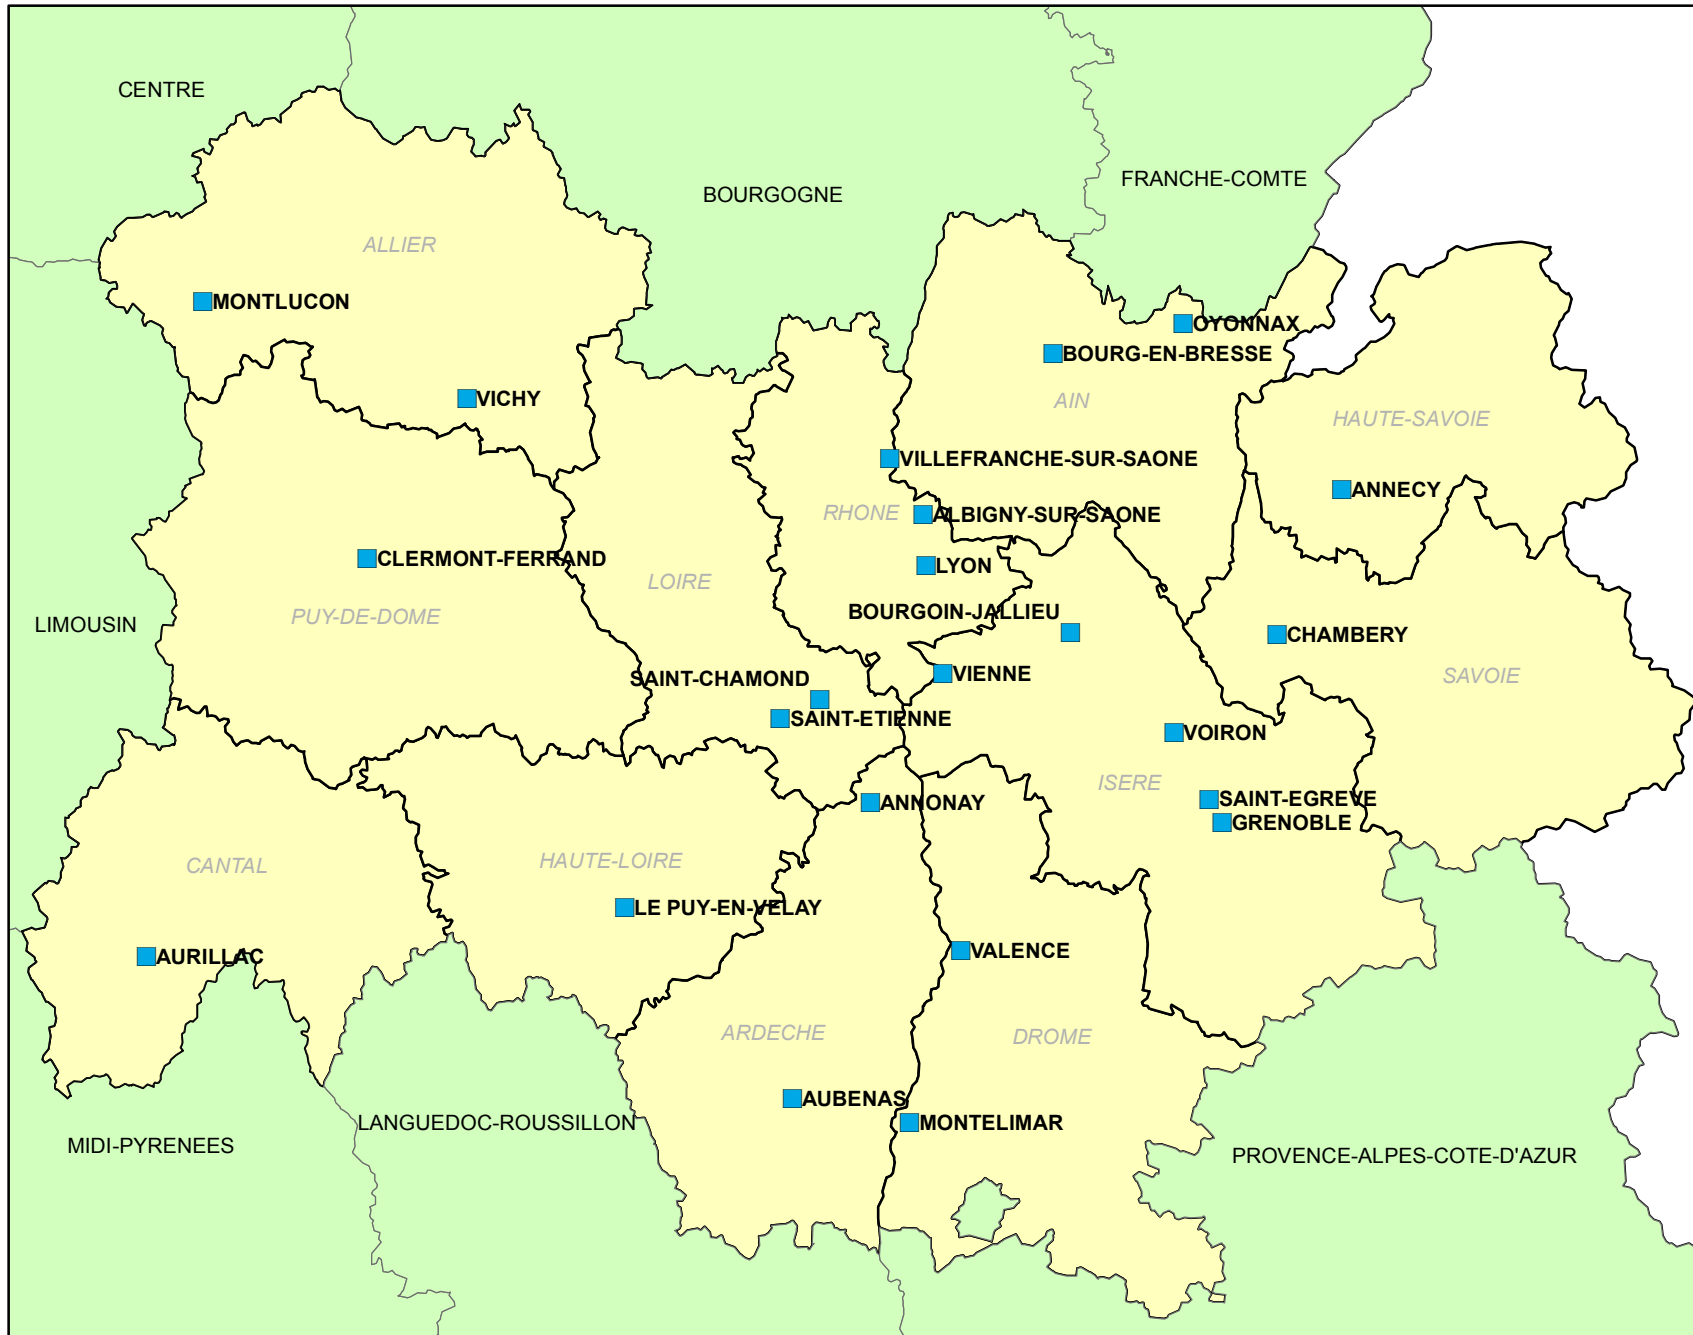 CENTRE
FRANCHE-COMTE
BOURGOGNE
ALLIER
MONTLUCON
OYONNAX
BOURG-EN-BRESSE
VICHY
AIN
HAUTE-SAVOIE
VILLEFRANCHE-SUR-SAONE
ANNECY
RHONE
ALBIGNY-SUR-SAONE
CLERMONT-FERRAND
LYON
LOIRE
BOURGOIN-JALLIEU
PUY-DE-DOME
LIMOUSIN
CHAMBERY
VIENNE
SAVOIE
SAINT-CHAMOND
SAINT-ETIENNE
VOIRON
ISERE
SAINT-EGREVE
ANNONAY
GRENOBLE
HAUTE-LOIRE
CANTAL
LE PUY-EN-VELAY
VALENCE
AURILLAC
ARDECHE
DROME
AUBENAS
LANGUEDOC-ROUSSILLON
MONTELIMAR
MIDI-PYRENEES
PROVENCE-ALPES-COTE-D'AZUR